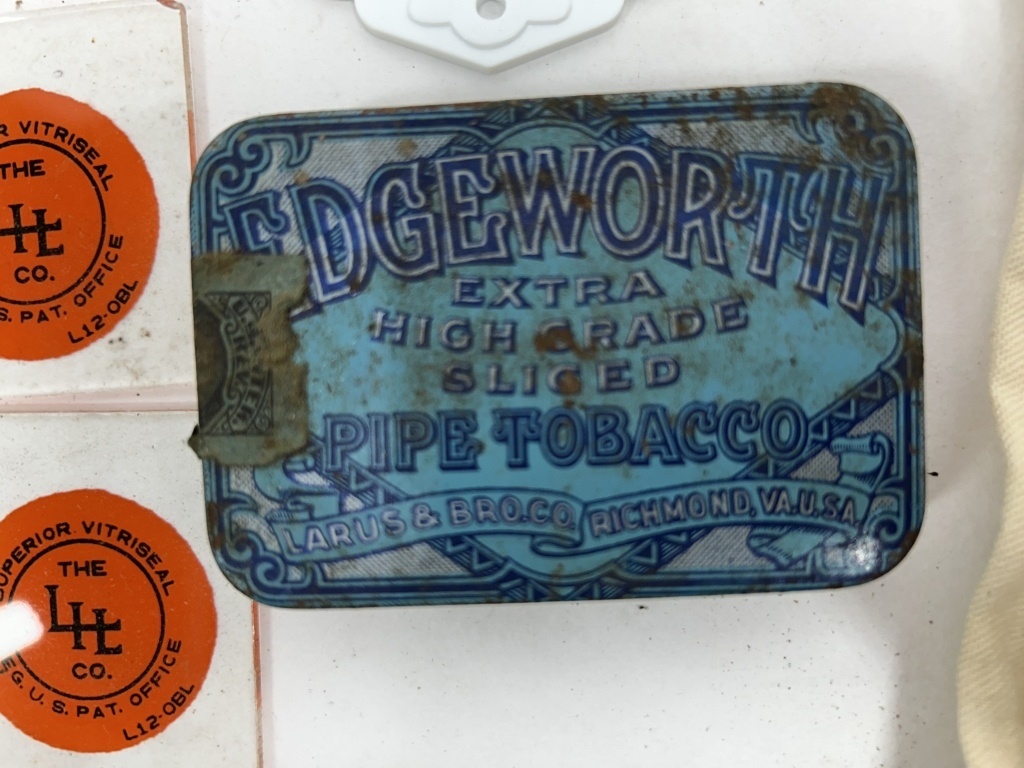 R VITRISEAL
THE
LHL
CO.
S. PAT. OFFICE
L12-OBL
SUPERIOR VITRISEAL
THE
LHL
CO.
REG. U. S. PAT. OFFICE
L12-OBL
EDGEWORTH
EXTRA
HIGH GRADE
SLICED
PIPE TOBACCO
LARUS & BRO. CO. RICHMOND, VA. U.S.A.